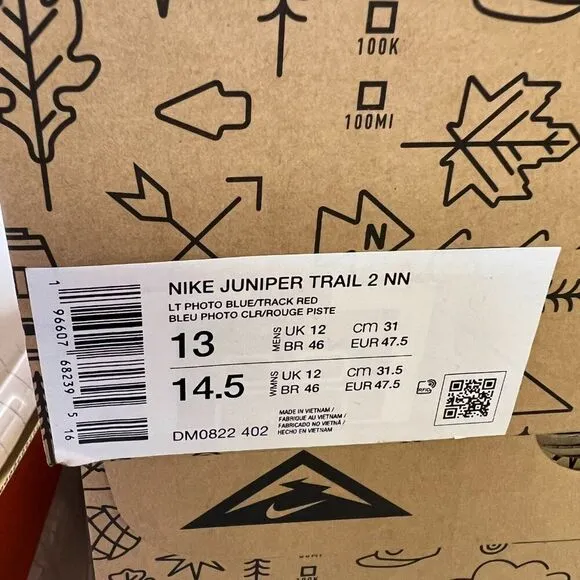 100K
100MI
N
NIKE JUNIPER TRAIL 2 NN
LT PHOTO BLUE/TRACK RED
BLEU PHOTO CLR/ROUGE PISTE
13 MENS UK 12 cm 31
BR 46 EUR 47.5
14.5 WMNS UK 12 cm 31.5
BR 46 EUR 47.5
RFID
MADE IN VIETNAM/
FABRIQUÉ AU VIETNAM/
FABRICADO NO VIETNÃ/
HECHO EN VIETNAM
DM0822 402
1 96607 68239 5 16
100K